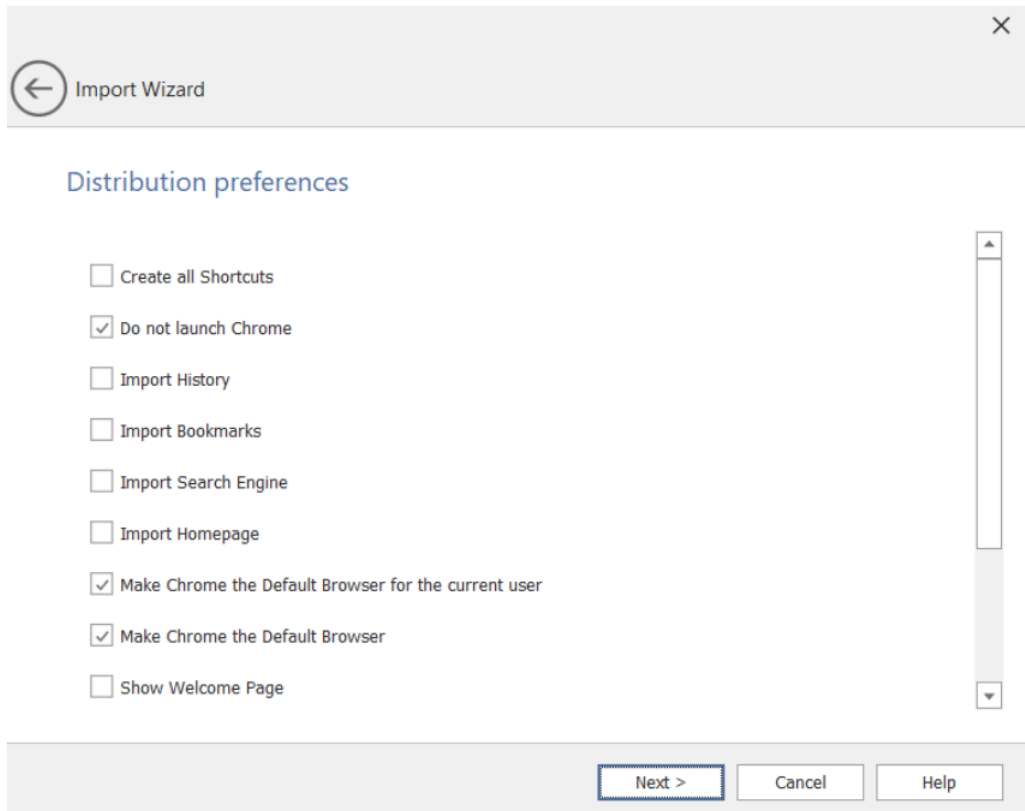 Import Wizard
Distribution preferences
Create all Shortcuts
Do not launch Chrome
Import History
Import Bookmarks
Import Search Engine
Import Homepage
Make Chrome the Default Browser for the current user
Make Chrome the Default Browser
Show Welcome Page
Next >
Cancel
Help